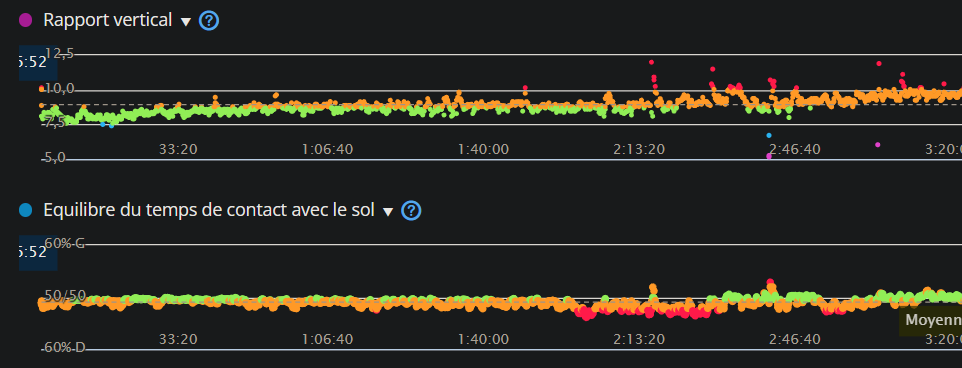 Rapport vertical ▼ ?
12,5
5:52
10,0
7,5
33:20 1:06:40 1:40:00 2:13:20 2:46:40 3:20:0
5,0
Equilibre du temps de contact avec le sol ▼ ?
60%-G
5:52
50/50
Moyenn
33:20 1:06:40 1:40:00 2:13:20 2:46:40 3:20:0
60%-D